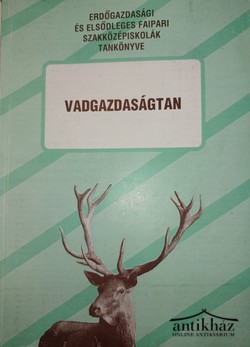 ERDŐGAZDASÁGI
ÉS ELSŐDLEGES FAIPARI
SZAKKÖZÉPISKOLÁK
TANKÖNYVE
VADGAZDASÁGTAN
antikház
ONLINE ANTIKVÁRIUM